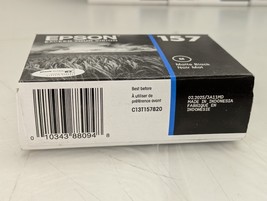 EPSON
157
Matte Black
Noir Mat
Best before
À utiliser de
préférence avant
C13T157820
MADE IN INDONESIA
FABRIQUÉ EN
INDONÉSIE
0 10343 88094 8